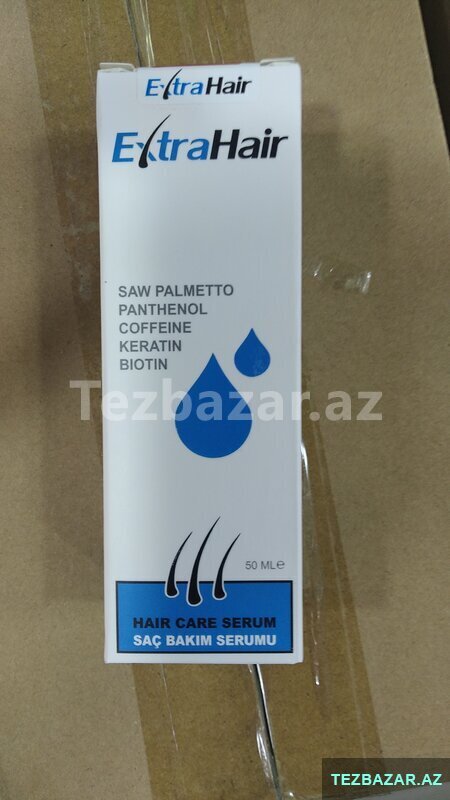 ExtraHair
ExtraHair
SAW PALMETTO
PANTHENOL
COFFEINE
KERATIN
BIOTIN
Tezbazar.az
50 MLe
HAIR CARE SERUM
SAÇ BAKIM SERUMU
TEZBAZAR.AZ